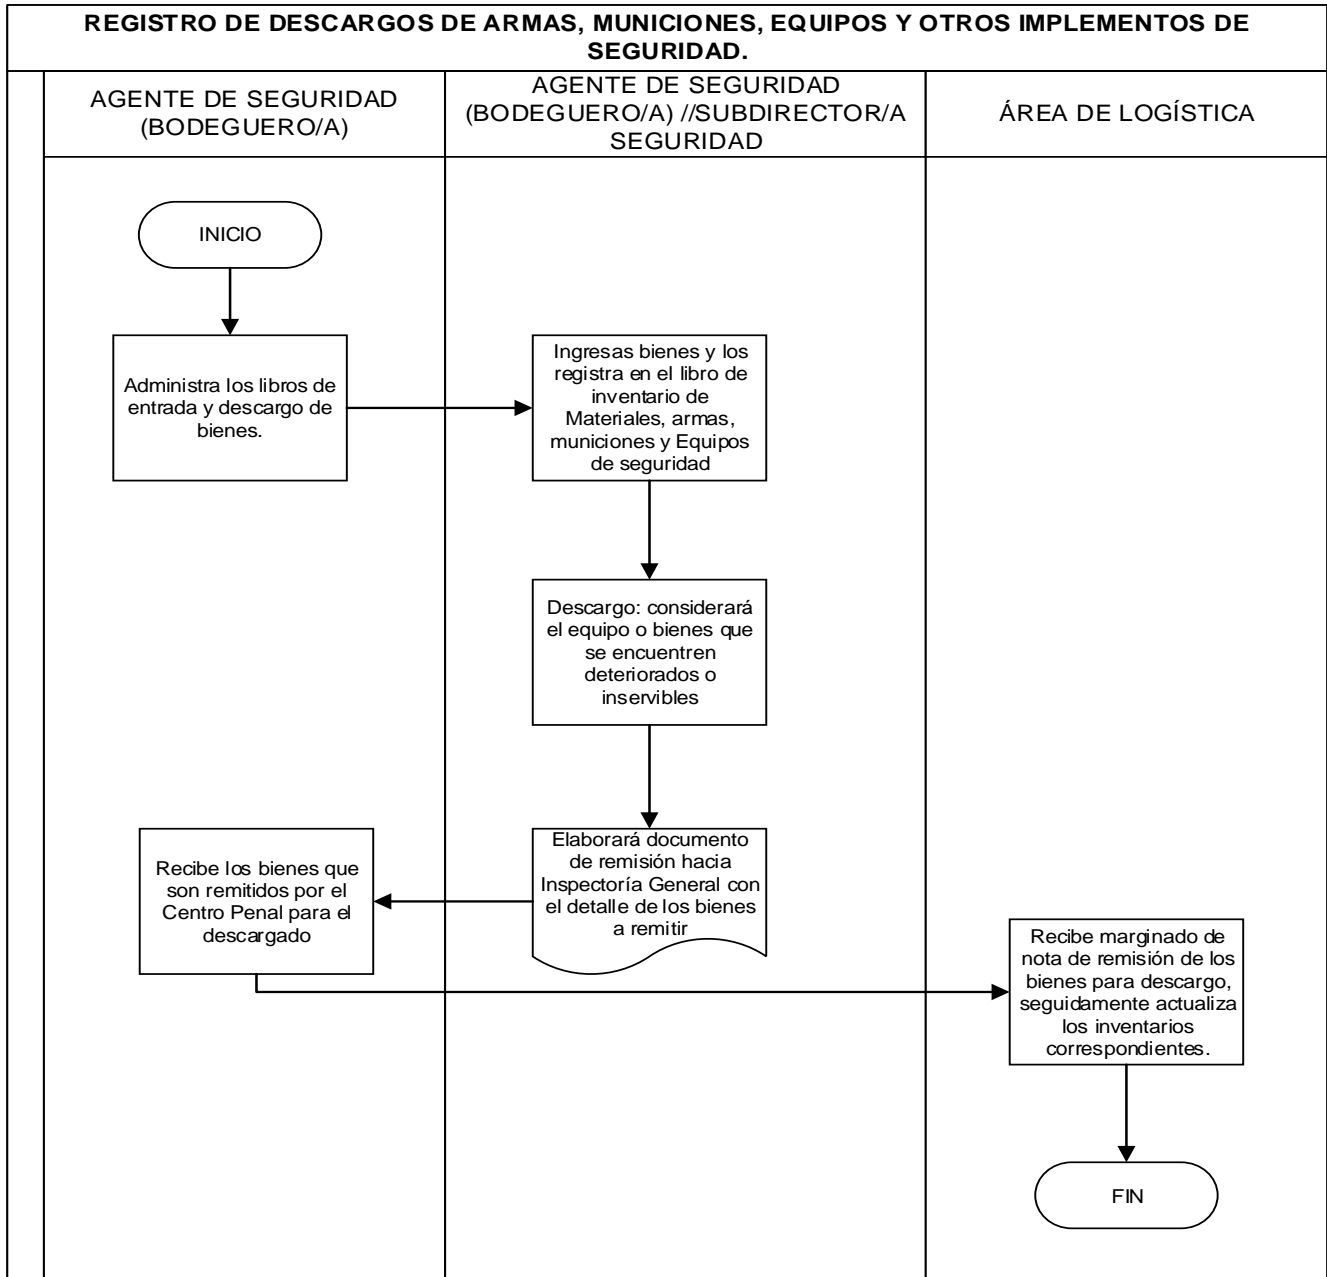 REGISTRO DE DESCARGOS DE ARMAS, MUNICIONES, EQUIPOS Y OTROS IMPLEMENTOS DE
SEGURIDAD.
AGENTE DE SEGURIDAD
(BODEGUERO/A)
AGENTE DE SEGURIDAD
(BODEGUERO/A) //SUBDIRECTOR/A
SEGURIDAD
ÁREA DE LOGÍSTICA
INICIO
Administra los libros de
entrada y descargo de
bienes.
Ingresas bienes y los
registra en el libro de
inventario de
Materiales, armas,
municiones y Equipos
de seguridad
Descargo: considerará
el equipo o bienes que
se encuentren
deteriorados o
inservibles
Elaborará documento
de remisión hacia
Inspectoría General con
el detalle de los bienes
a remitir
Recibe los bienes que
son remitidos por el
Centro Penal para el
descargado
Recibe marginado de
nota de remisión de los
bienes para descargo,
seguidamente actualiza
los inventarios
correspondientes.
FIN